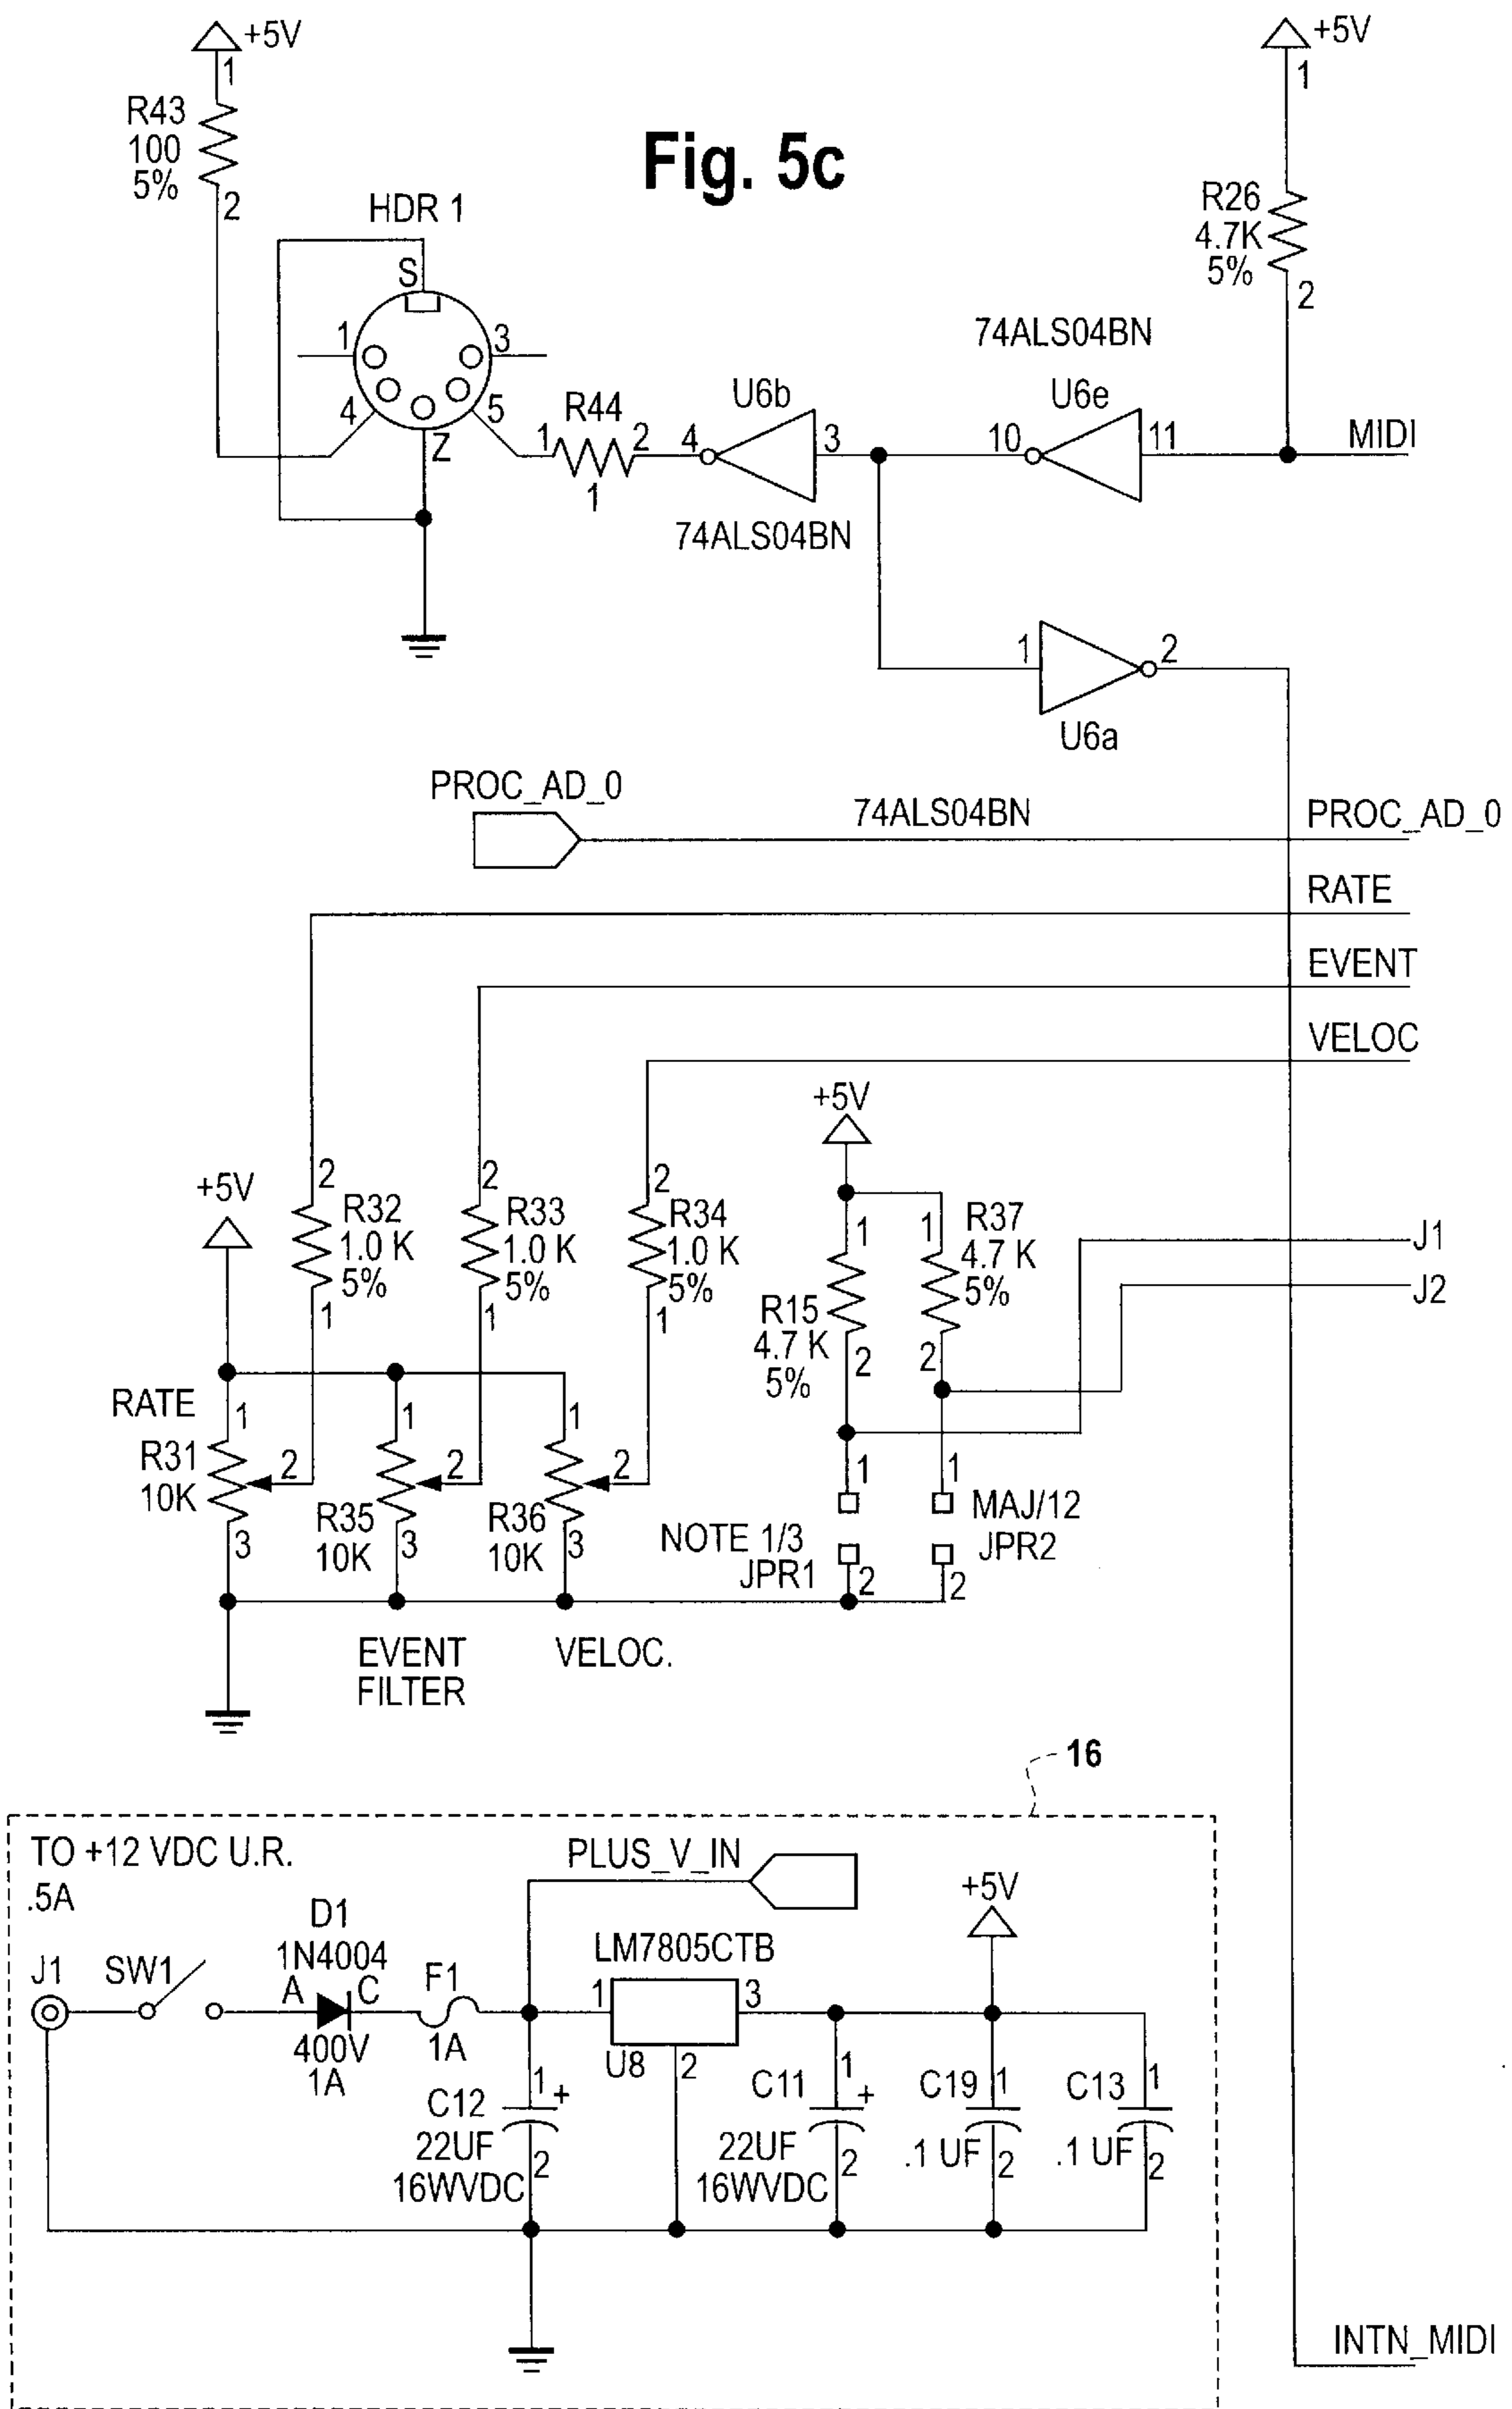 +5V
1
R43
100
5%
2
Fig. 5c
+5V
1
R26
4.7K
5%
2
HDR 1
S
1
3
4
5
Z
R44
1
2
1
U6b
4
3
74ALS04BN
74ALS04BN
U6e
10
11
MIDI
1
2
U6a
PROC_AD_0
74ALS04BN
PROC_AD_0
RATE
EVENT
VELOC
+5V
2
R32
1.0 K
5%
1
2
R33
1.0 K
5%
1
2
R34
1.0 K
5%
1
+5V
1
R15
4.7 K
5%
2
1
R37
4.7 K
5%
2
J1
J2
RATE
1
R31
10K
2
3
1
R35
10K
2
3
1
R36
10K
2
3
NOTE 1/3
JPR1
1
2
1
MAJ/12
JPR2
2
EVENT
FILTER
VELOC.
16
TO +12 VDC U.R.
.5A
PLUS_V_IN
+5V
J1
SW1
D1
1N4004
A
C
400V
1A
F1
1A
LM7805CTB
1
3
U8
2
C12
22UF
16WVDC
1
+
2
C11
22UF
16WVDC
1
+
2
C19
.1 UF
1
2
C13
.1 UF
1
2
INTN_MIDI